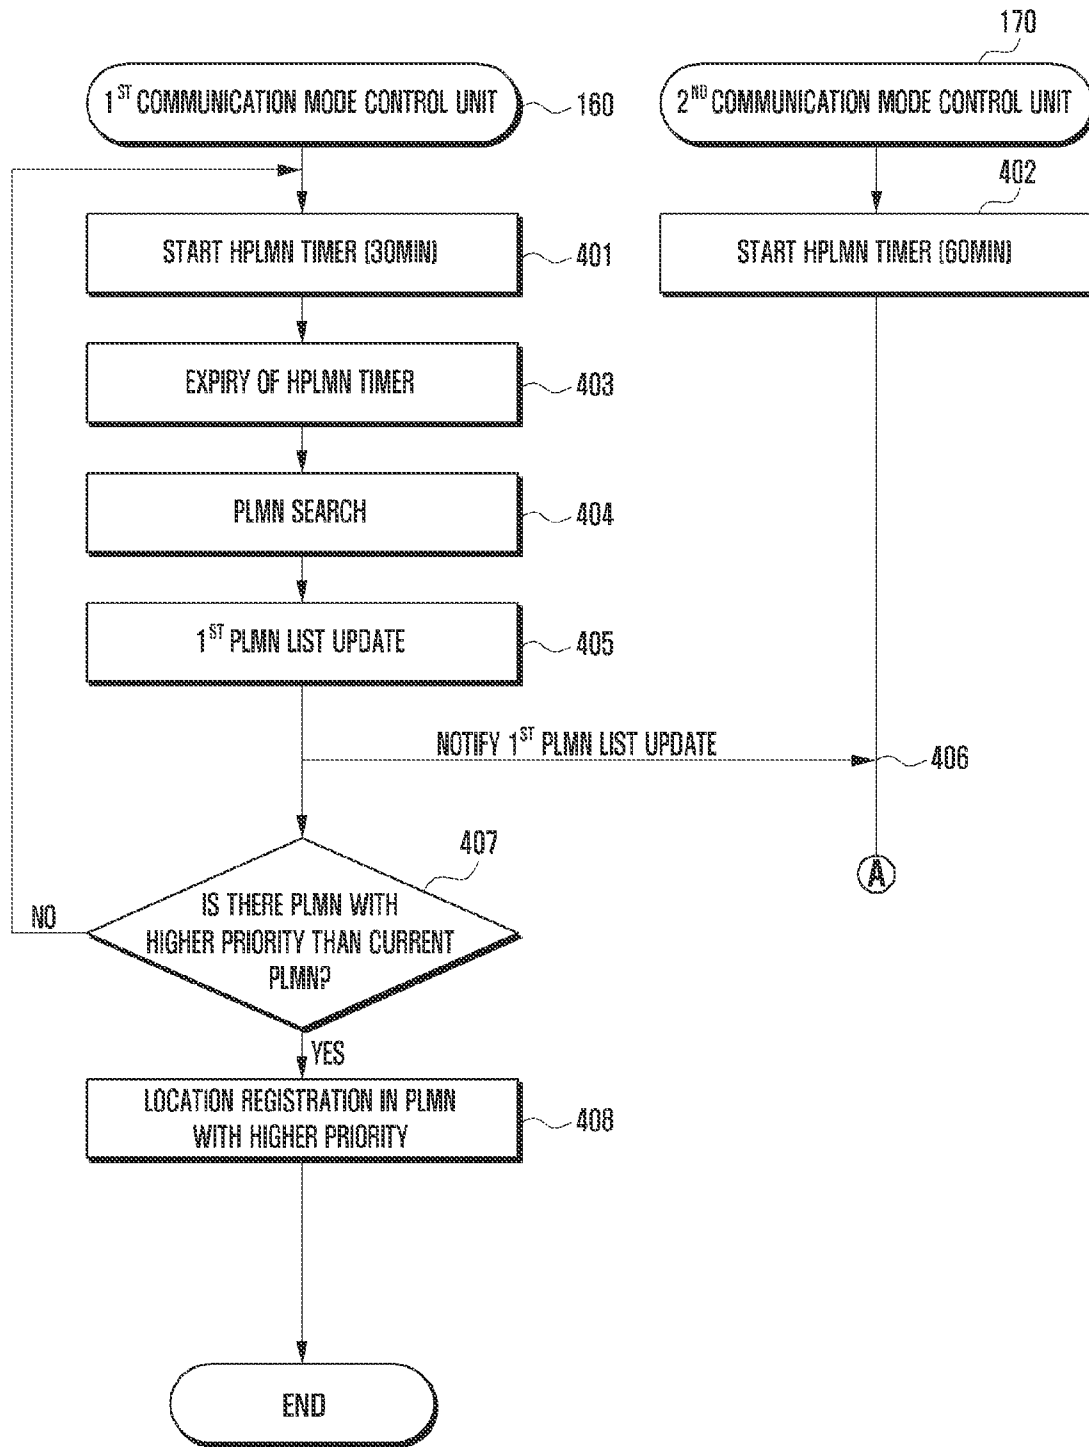 170
1ST COMMUNICATION MODE CONTROL UNIT
160
2ND COMMUNICATION MODE CONTROL UNIT
402
START HPLMN TIMER (30MIN)
401
START HPLMN TIMER (60MIN)
EXPIRY OF HPLMN TIMER
403
PLMN SEARCH
404
1ST PLMN LIST UPDATE
405
NOTIFY 1ST PLMN LIST UPDATE
406
407
A
IS THERE PLMN WITH
HIGHER PRIORITY THAN CURRENT
PLMN?
NO
YES
LOCATION REGISTRATION IN PLMN
WITH HIGHER PRIORITY
408
END